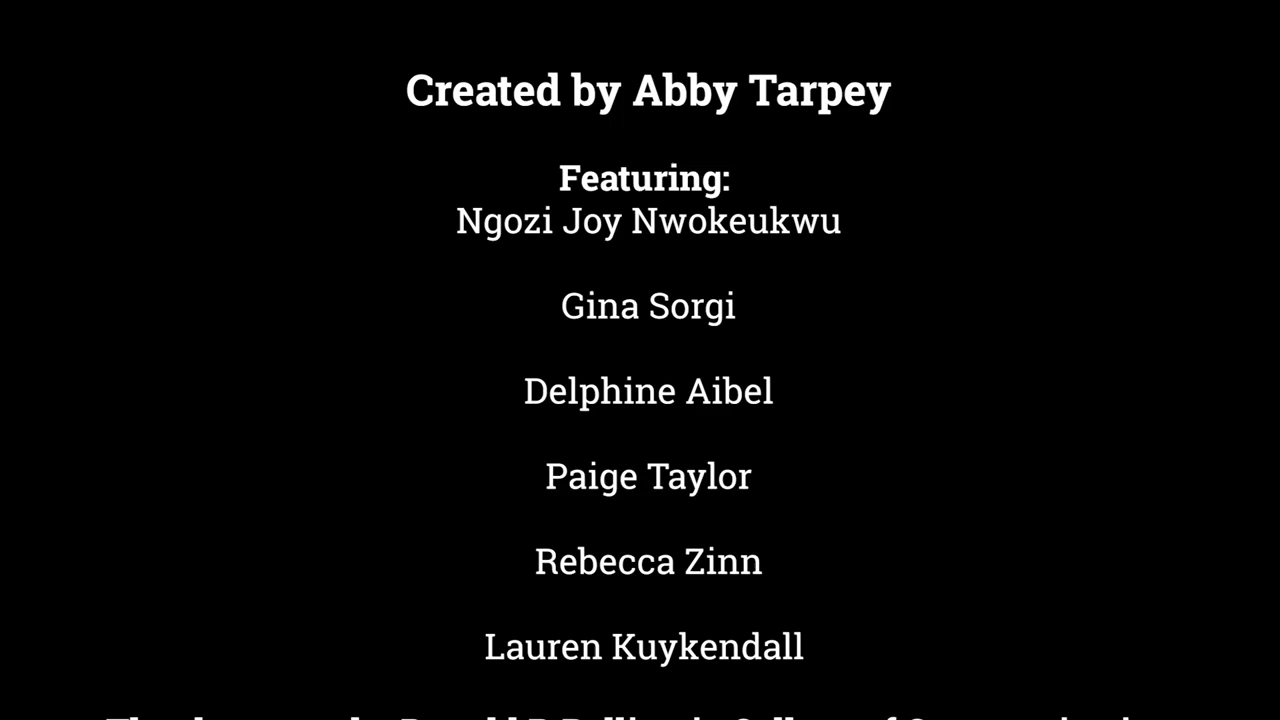 Created by Abby Tarpey
Featuring:
Ngozi Joy Nwokeukwu
Gina Sorgi
Delphine Aibel
Paige Taylor
Rebecca Zinn
Lauren Kuykendall